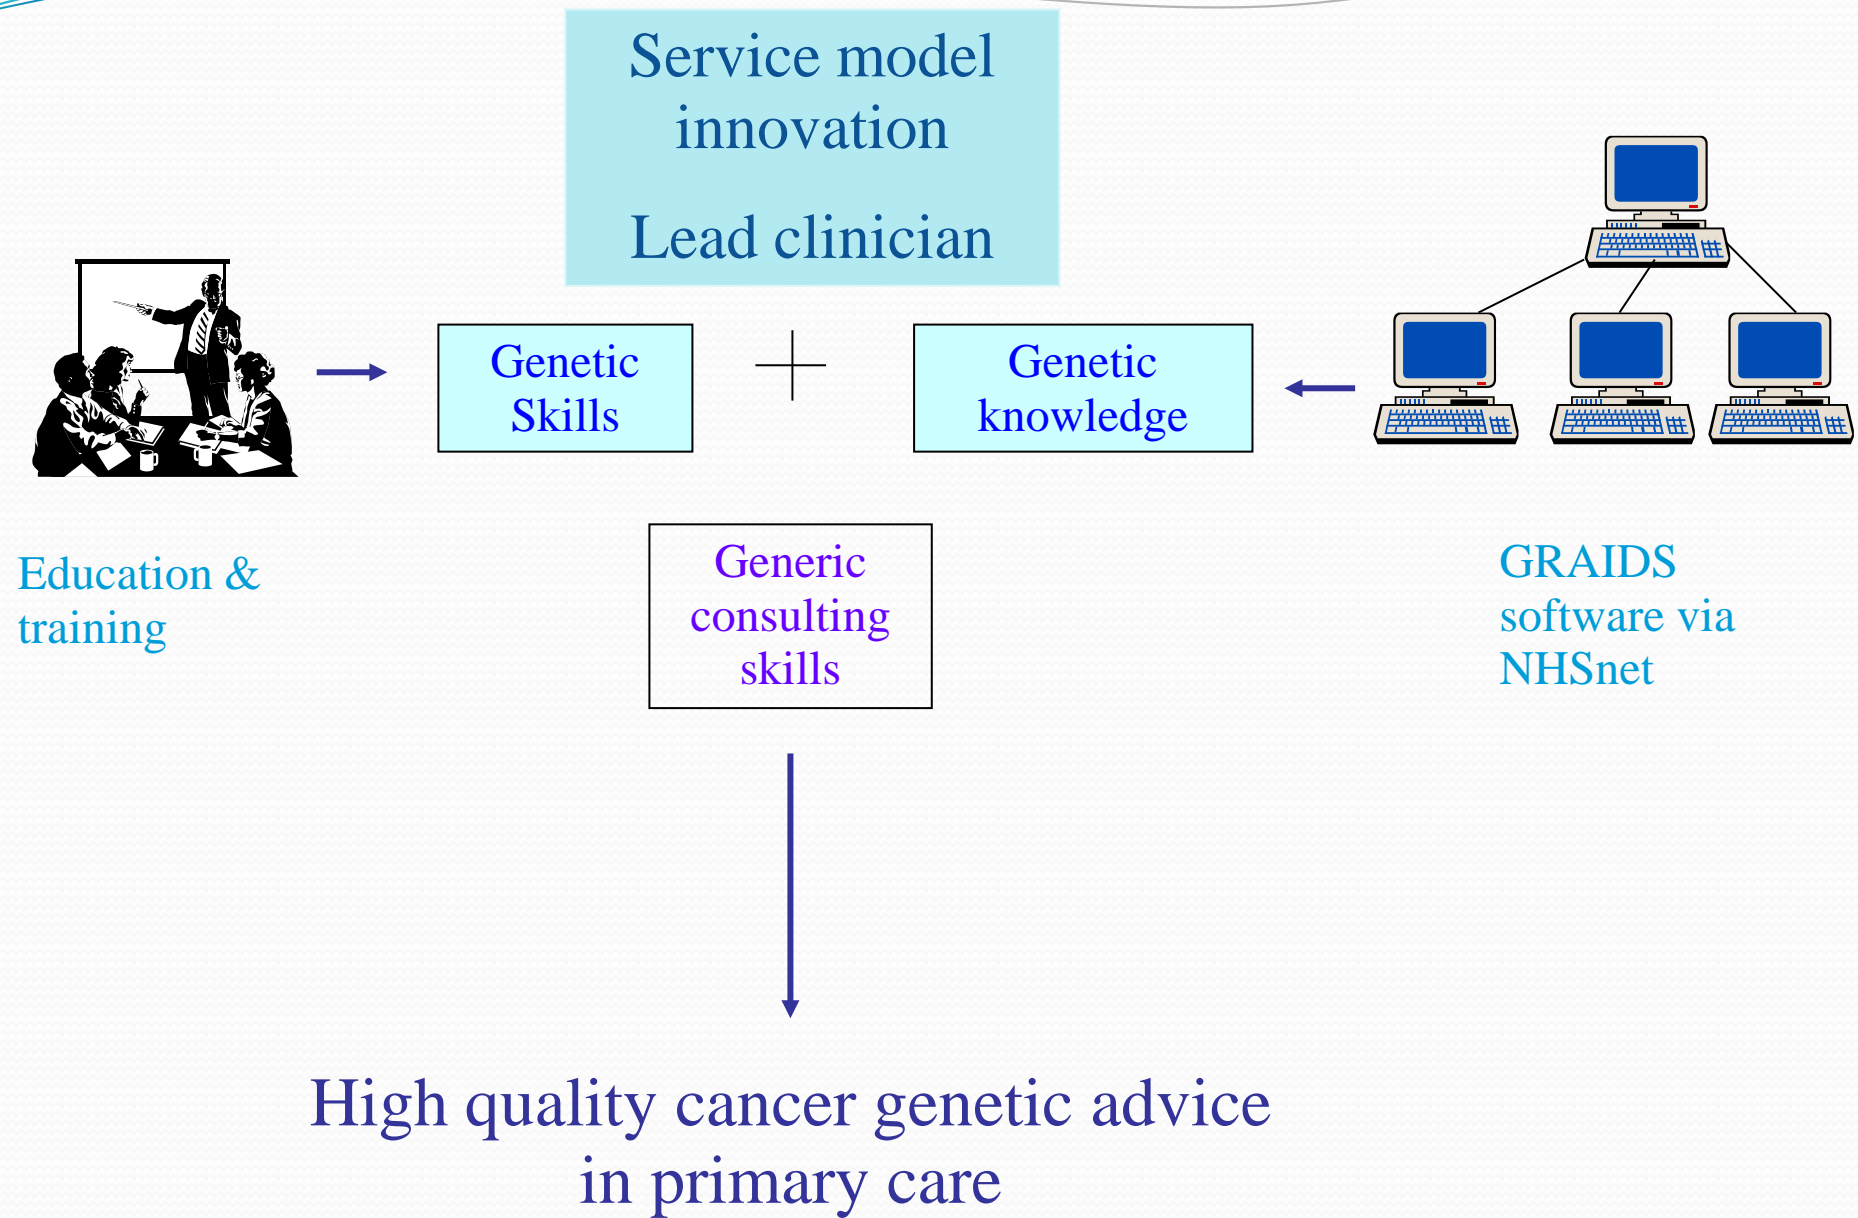 Service model
innovation
Lead clinician
Genetic
Skills
Genetic
knowledge
Education &
training
Generic
consulting
skills
GRAIDS
software via
NHSnet
High quality cancer genetic advice
in primary care